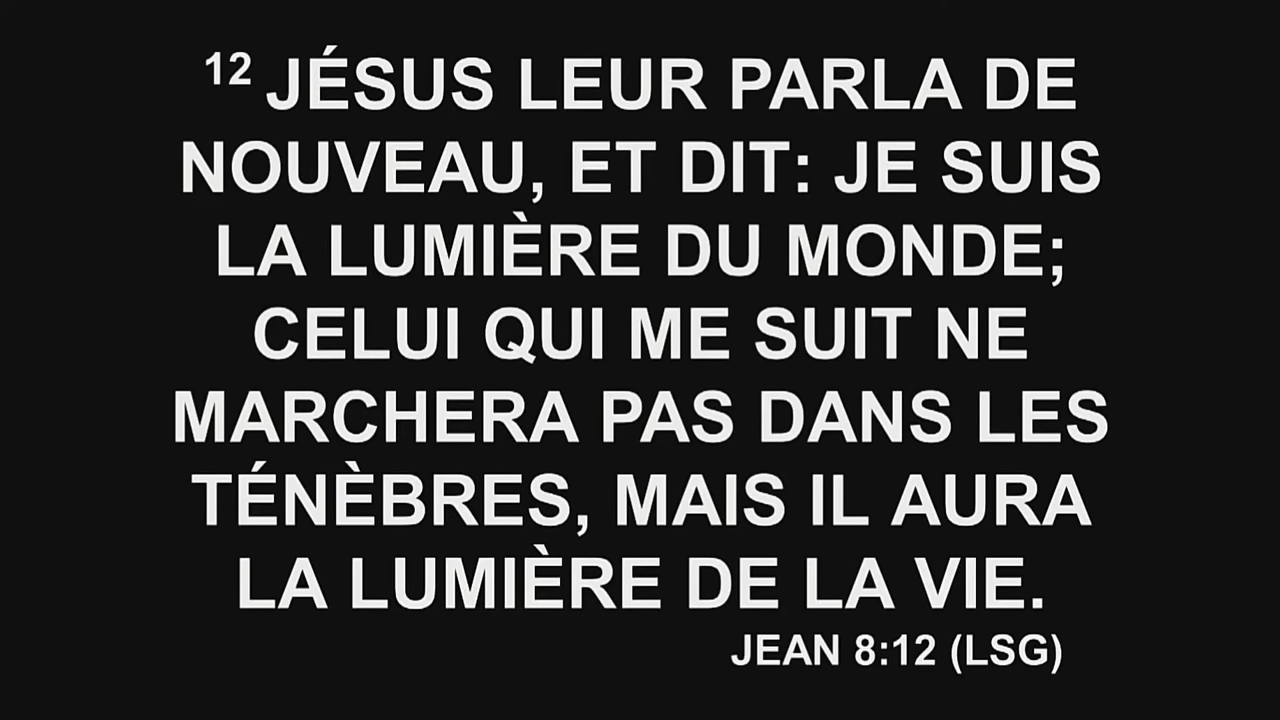 12 JÉSUS LEUR PARLA DE
NOUVEAU, ET DIT: JE SUIS
LA LUMIÈRE DU MONDE;
CELUI QUI ME SUIT NE
MARCHERA PAS DANS LES
TÉNÈBRES, MAIS IL AURA
LA LUMIÈRE DE LA VIE.
JEAN 8:12 (LSG)